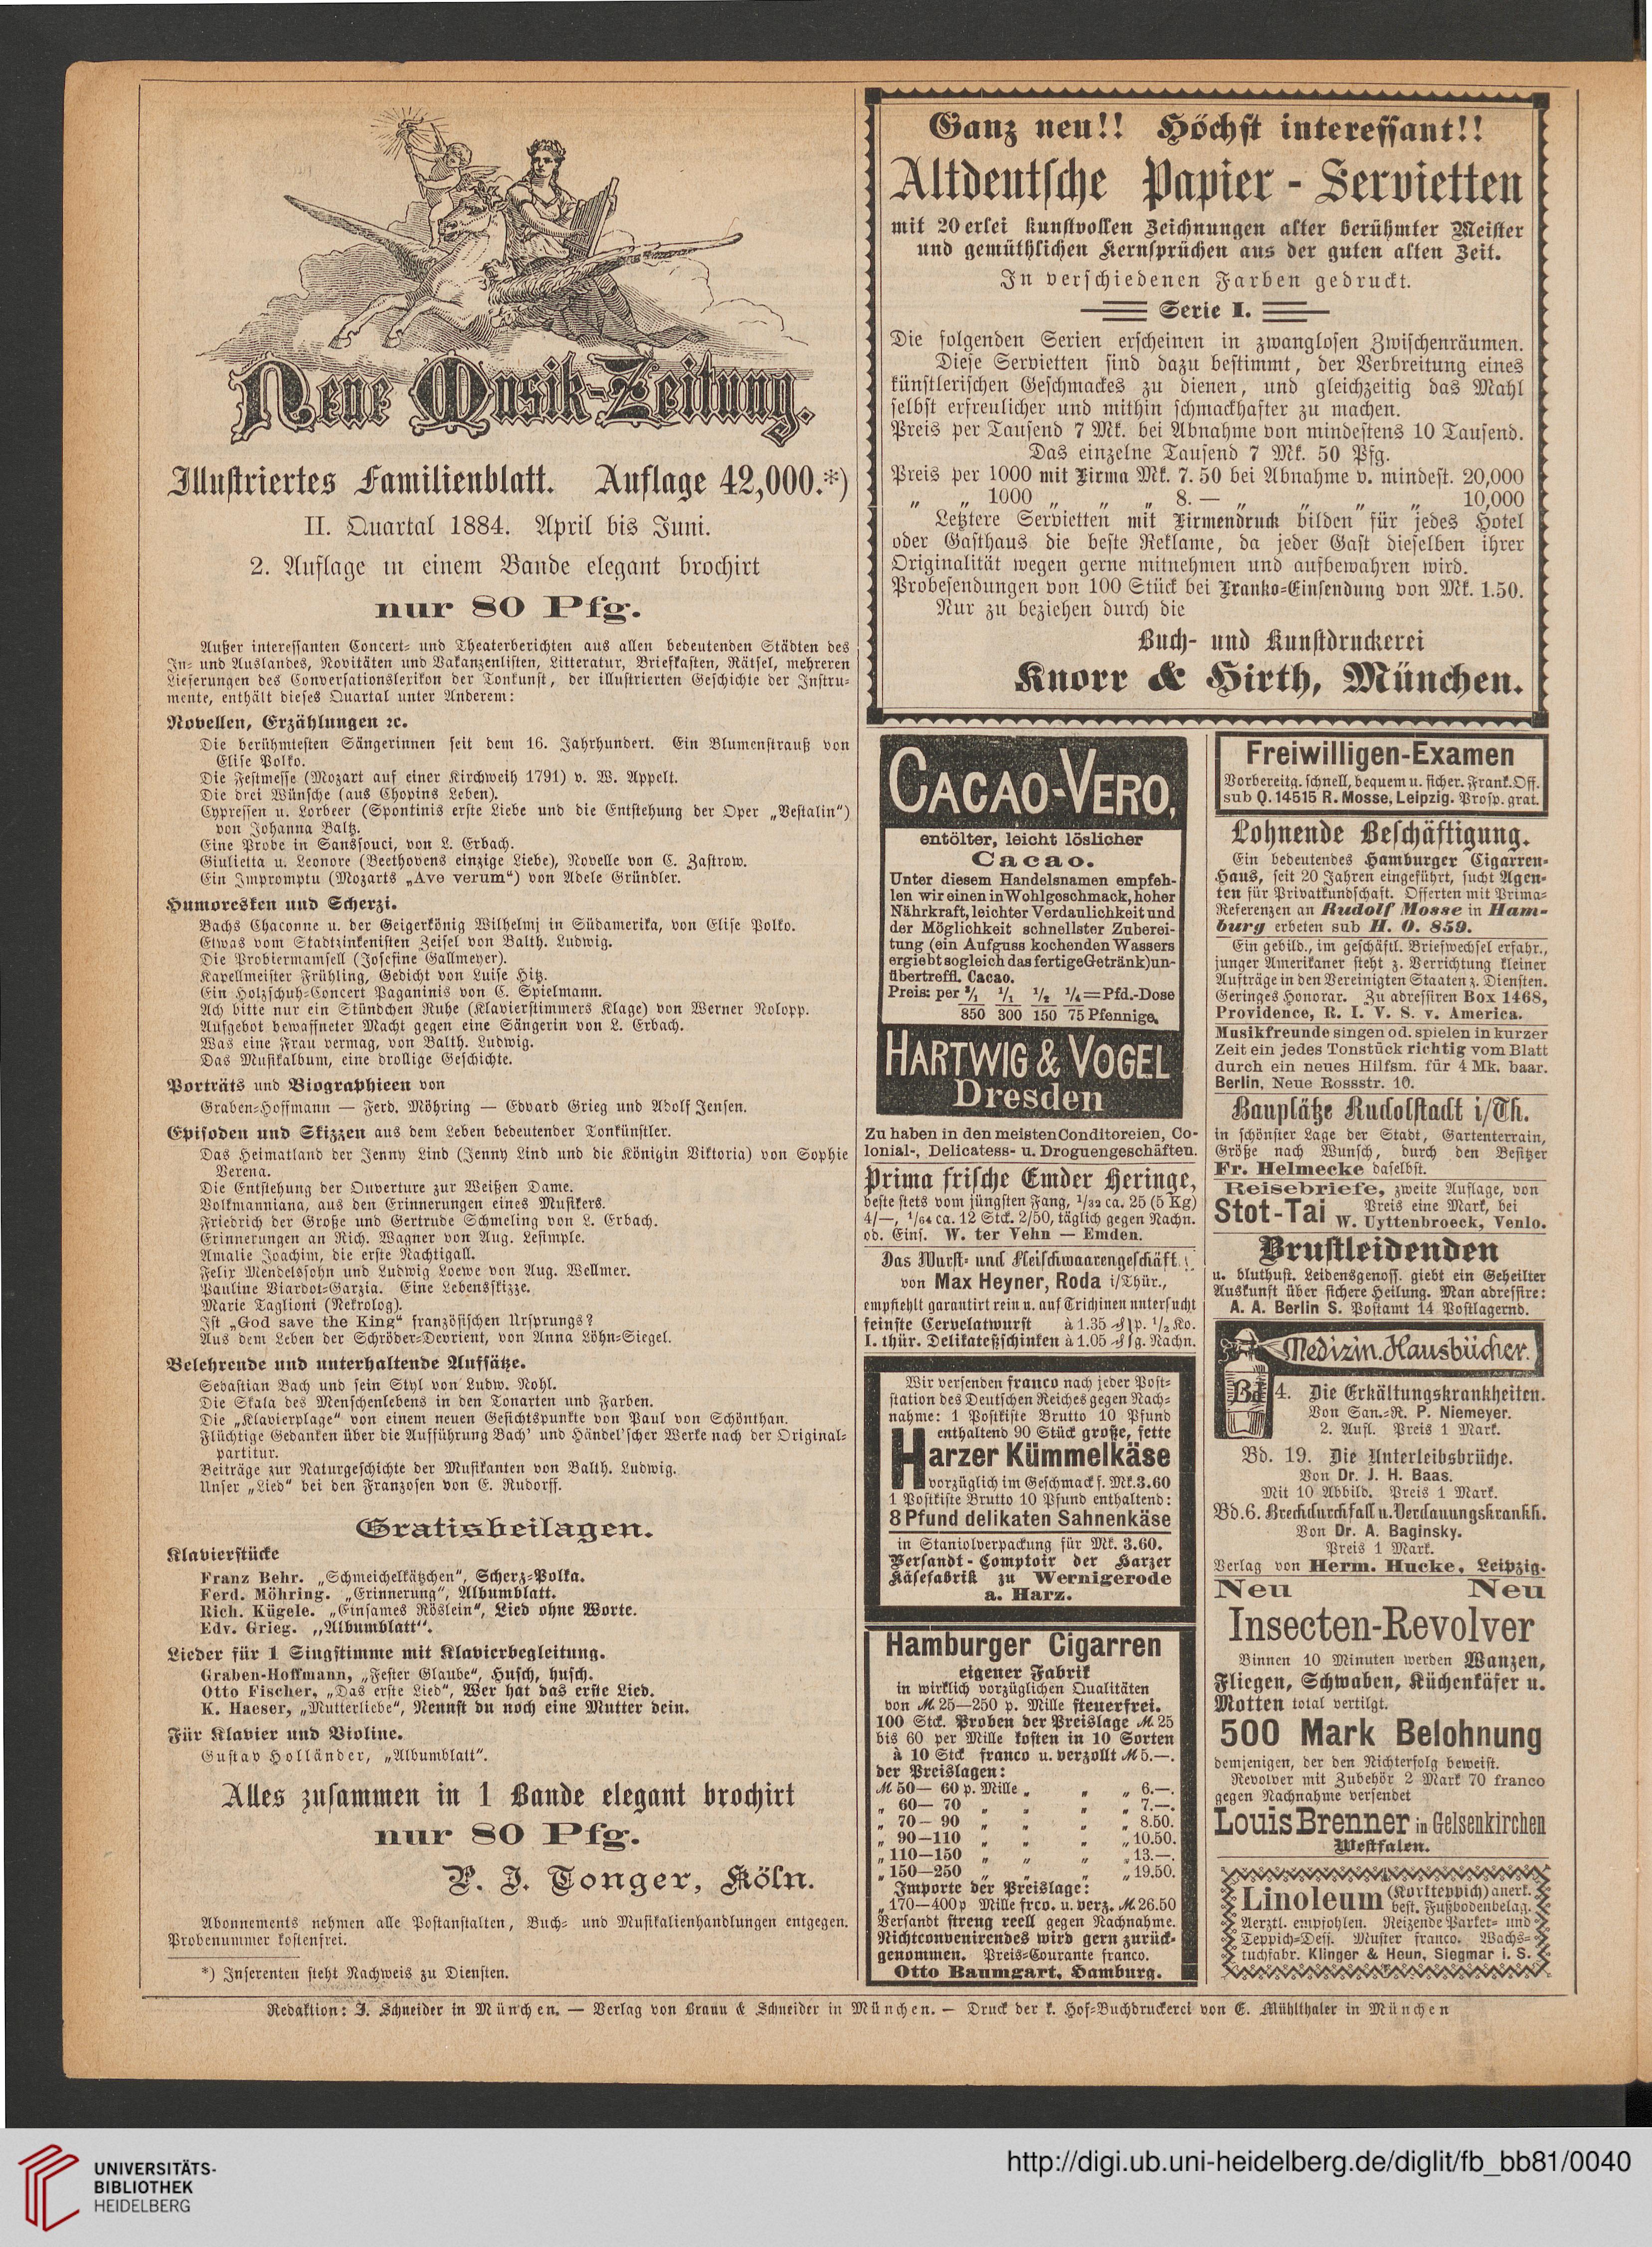 Neue Musik-Zeitung.
Illustriertes Familienblatt. Auflage 42,000.*)
II. Quartal 1884. April bis Juni.
2. Auflage in einem Bande elegant brochirt
nur 80 Pfg.
Außer interessanten Concert- und Theaterberichten aus allen bedeutenden Städten des
In- und Auslandes, Novitäten und Vakanzenlisten, Litteratur, Briefkasten, Rätsel, mehreren
Lieferungen des Conversationslexikon der Tonkunst, der illustrierten Geschichte der Instru-
mente, enthält dieses Quartal unter Anderem:
Novellen, Erzählungen ꝛc.
Die berühmtesten Sängerinnen seit dem 16. Jahrhundert. Ein Blumenstrauß von
Elise Polko.
Die Festmesse (Mozart auf einer Kirchweih 1791) v. W. Appelt.
Die drei Wünsche (aus Chopins Leben).
Cypressen u. Lorbeer (Spontinis erste Liebe und die Entstehung der Oper „Vestalin“)
von Johanna Baltz.
Eine Probe in Sanssouci, von L. Erbach.
Giulietta u. Leonore (Beethovens einzige Liebe), Novelle von C. Zastrow.
Ein Impromptu (Mozarts „Ave verum“) von Adele Gründler.
Humoresken und Scherzi.
Bachs Chaconne u. der Geigerkönig Wilhelmj in Südamerika, von Elise Polko.
Etwas vom Stadtzinkenisten Zeisel von Balth. Ludwig.
Die Probiermamsell (Josefine Gallmeyer).
Kapellmeister Frühling, Gedicht von Luise Hitz.
Ein Holzschuh-Concert Paganinis von C. Spielmann.
Ach bitte nur ein Stündchen Ruhe (Klavierstimmers Klage) von Werner Nolopp.
Aufgebot bewaffneter Macht gegen eine Sängerin von L. Erbach.
Was eine Frau vermag, von Balth. Ludwig.
Das Musikalbum, eine drollige Geschichte.
Porträts und Biographieen von
Graben-Hoffmann — Ferd. Möhring — Edvard Grieg und Adolf Jensen.
Episoden und Skizzen aus dem Leben bedeutender Tonkünstler.
Das Heimatland der Jenny Lind (Jenny Lind und die Königin Viktoria) von Sophie
Verena.
Die Entstehung der Ouverture zur Weißen Dame.
Volkmanniana, aus den Erinnerungen eines Musikers.
Friedrich der Große und Gertrude Schmeling von L. Erbach.
Erinnerungen an Rich. Wagner von Aug. Lesimple.
Amalie Joachim, die erste Nachtigall.
Felix Mendelssohn und Ludwig Loewe von Aug. Wellmer.
Pauline Viardot-Garzia. Eine Lebensskizze.
Marie Taglioni (Nekrolog).
Ist „God save the King“ französischen Ursprungs?
Aus dem Leben der Schröder-Devrient, von Anna Löhn-Siegel.
Belehrende und unterhaltende Aufsätze.
Sebastian Bach und sein Styl von Ludw. Nohl.
Die Skala des Menschenlebens in den Tonarten und Farben.
Die „Klavierplage“ von einem neuen Gesichtspunkte von Paul von Schönthan.
Flüchtige Gedanken über die Aufführung Bach' und Händel'scher Werke nach der Original-
partitur.
Beiträge zur Naturgeschichte der Musikanten von Balth. Ludwig.
Unser „Lied“ bei den Franzosen von E. Rudorff.
Gratisbeilagen.
Klavierstücke
Franz Behr. „Schmeichelkätzchen“, Scherz-Polka.
Ferd. Möhring. „Erinnerung“, Albumblatt.
Rich. Kügele. „Einsames Röslein“, Lied ohne Worte.
Edv. Grieg. „Albumblatt“.
Lieder für 1 Singstimme mit Klavierbegleitung.
Graben-Hoffmann, „Fester Glaube“, Husch, husch.
Otto Fischer, „Das erste Lied“, Wer hat das erste Lied.
K. Haeser, „Mutterliebe“, Nennst du noch eine Mutter dein.
Für Klavier und Violine.
Gustav Holländer, „Albumblatt“.
Alles zusammen in 1 Bande elegant brochirt
nur 80 Pfg.
P. J. Tonger, Köln.
Abonnements nehmen alle Postanstalten, Buch- und Musikalienhandlungen entgegen.
Probenummer kostenfrei.
*) Inserenten steht Nachweis zu Diensten.
Ganz neu!! Höchst interessant!!
Altdeutsche Papier-Servietten
mit 20erlei kunstvollen Zeichnungen alter berühmter Meister
und gemüthlichen Kernsprüchen aus der guten alten Zeit.
In verschiedenen Farben gedruckt.
Serie I.
Die folgenden Serien erscheinen in zwanglosen Zwischenräumen.
Diese Servietten sind dazu bestimmt, der Verbreitung eines
künstlerischen Geschmackes zu dienen, und gleichzeitig das Mahl
selbst erfreulicher und mithin schmackhafter zu machen.
Preis per Tausend 7 Mk. bei Abnahme von mindestens 10 Tausend.
Das einzelne Tausend 7 Mk. 50 Pfg.
Preis per 1000 mit Firma Mk. 7.50 bei Abnahme v. mindest. 20,000
„ „ 1000 „ „ „ 8.— „ „ „ „ 10,000
Letztere Servietten mit Firmendruck bilden für jedes Hotel
oder Gasthaus die beste Reklame, da jeder Gast dieselben ihrer
Originalität wegen gerne mitnehmen und aufbewahren wird.
Probesendungen von 100 Stück bei Franko-Einsendung von Mk. 1.50.
Nur zu beziehen durch die
Buch- und Kunstdruckerei
Knorr & Hirth, München.
CACAO-VERO,
entölter, leicht löslicher
Cacao.
Unter diesem Handelsnamen empfeh-
len wir einen in Wohlgeschmack, hoher
Nährkraft, leichter Verdaulichkeit und
der Möglichkeit schnellster Zuberei-
tung (ein Aufguss kochenden Wassers
ergiebt sogleich das fertige Getränk) un-
übertreffl. Cacao.
Preis: per 3/1 1/1 1/2 1/4=Pfd.-Dose
850 300 150 75 Pfennige.
HARTWIG & VOGEL
Dresden
Zu haben in den meisten Conditoreien, Co-
lonial-, Delicatess- u. Droguengeschäften.
Prima frische Emder Heringe,
beste stets vom jüngsten Fang, 1/32 ca. 25 (5 Kg)
4/—, 1/64 ca. 12 Stck. 2/50, täglich gegen Nachn.
od. Eins. W. ter Vehn — Emden.
Das Wurst- und Fleischwaarengeschäft
von Max Heyner, Roda i/Thür.,
empfiehlt garantirt rein u. auf Trichinen untersucht
feinste Cervelatwurst à 1.35 p. 1/2 Ko.
I. thür. Delikateßschinken à 1.05 g. Nachn.
Wir versenden franco nach jeder Post-
station des Deutschen Reiches gegen Nach-
nahme: 1 Postkiste Brutto 10 Pfund
enthaltend 90 Stück große, fette
Harzer Kümmelkäse
vorzüglich im Geschmack f. Mk. 3.60
1 Postkiste Brutto 10 Pfund enthaltend:
8 Pfund delikaten Sahnenkäse
in Staniolverpackung für Mk. 3.60.
Versandt-Comptoir der Harzer
Käsefabrik zu Wernigerode
a. Harz.
Hamburger Cigarren
eigener Fabrik
in wirklich vorzüglichen Qualitäten
von M. 25—250 p. Mille steuerfrei.
100 Stck. Proben der Preislage M. 25
bis 60 per Mille kosten in 10 Sorten
à 10 Stck franco u. verzollt M 5.—.
der Preislagen:
M 50— 60 p. Mille „ „ „ 6.—.
„ 60— 70 „ „ „ „ 7.—.
„ 70— 90 „ „ „ „ 8.50.
„ 90—110 „ „ „ „ 10.50.
„ 110—150 „ „ „ „ 13.—.
„ 150—250 „ „ „ „ 19.50.
Importe der Preislage:
„ 170—400 p Mille frco. u. verz. M. 26.50
Versandt streng reell gegen Nachnahme.
Nichtconvenirendes wird gern zurück-
genommen. Preis-Courante franco.
Otto Baumgart, Hamburg.
Freiwilligen-Examen
Vorbereitg. schnell, bequem u. sicher. Frank. Off.
sub Q. 14515 R. Mosse, Leipzig. Prosp. grat.
Lohnende Beschäftigung.
Ein bedeutendes Hamburger Cigarren-
Haus, seit 20 Jahren eingeführt, sucht Agen-
ten für Privatkundschaft. Offerten mit Prima-
Referenzen an Rudolf Mosse in Ham-
burg erbeten sub H. O. 859.
Ein gebild., im geschäftl. Briefwechsel erfahr.,
junger Amerikaner steht z. Verrichtung kleiner
Aufträge in den Vereinigten Staaten z. Diensten.
Geringes Honorar. Zu adressiren Box 1468,
Providence, R. I. V. S. v. America.
Musikfreunde singen od. spielen in kurzer
Zeit ein jedes Tonstück richtig vom Blatt
durch ein neues Hilfsm. für 4 Mk. baar.
Berlin, Neue Rossstr. 10.
Bauplätze Rudolstadt i/Th.
in schönster Lage der Stadt, Gartenterrain,
Größe nach Wunsch, durch den Besitzer
Fr. Helmecke daselbst.
Reisebriefe, zweite Auflage, von
Stot-Tai Preis eine Mark, bei
W. Uyttenbroeck, Venlo.
Brustleidenden
u. bluthust. Leidensgenoss. giebt ein Geheilter
Auskunft über sichere Heilung. Man adressire:
A. A. Berlin S. Postamt 14 Postlagernd.
Medizin. Hausbücher.
Bd 4. Die Erkältungskrankheiten.
Von San.-R. P. Niemeyer.
2. Aufl. Preis 1 Mark.
Bd. 19. Die Unterleibsbrüche.
Von Dr. J. H. Baas.
Mit 10 Abbild. Preis 1 Mark.
Bd. 6. Brechdurchfall u. Verdauungskrankh.
Von Dr. A. Baginsky.
Preis 1 Mark.
Verlag von Herm. Hucke, Leipzig.
Neu Neu
Insecten-Revolver
Binnen 10 Minuten werden Wanzen,
Fliegen, Schwaben, Küchenkäfer u.
Motten total vertilgt.
500 Mark Belohnung
demjenigen, der den Nichterfolg beweist.
Revolver mit Zubehör 2 Mark 70 franco
gegen Nachnahme versendet
Louis Brenner in Gelsenkirchen
Westfalen.
Linoleum (Korkteppich) anerk.
best. Fußbodenbelag.
Aerztl. empfohlen. Reizende Parket- und
Teppich-Dess. Muster franco. Wachs-
tuchfabr. Klinger & Heun, Siegmar i. S.
Redaktion: J. Schneider in München. — Verlag von Braun & Schneider in München. — Druck der k. Hof-Buchdruckerei von E. Mühlthaler in München
UNIVERSITÄTS-
BIBLIOTHEK
HEIDELBERG
http://digi.ub.uni-heidelberg.de/diglit/fb_bb81/0040